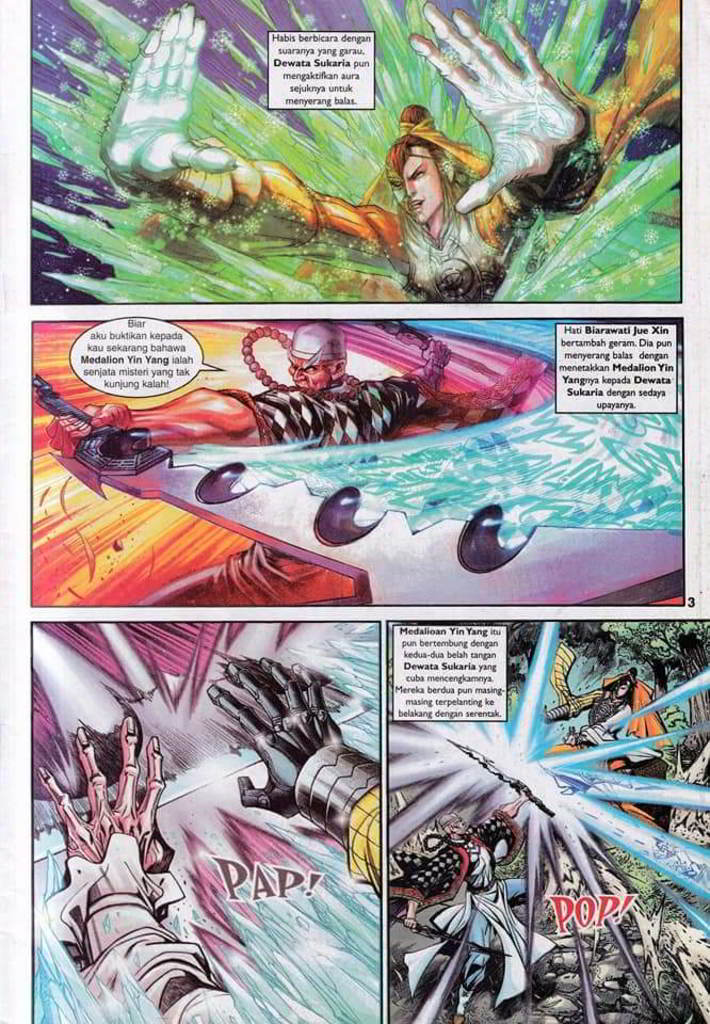 Habis berbicara dengan
suaranya yang garau,
Dewata Sukaria pun
mengaktifkan aura
sejuknya untuk
menyerang balas.
Biar
aku buktikan kepada
kau sekarang bahawa
Medalion Yin Yang ialah
senjata misteri yang tak
kunjung kalah!
Hati Biarawati Jue Xin
bertambah geram. Dia pun
menyerang balas dengan
menetakkan Medalion Yin
Yangnya kepada Dewata
Sukaria dengan sedaya
upayanya.
3
PAP!
Medalioan Yin Yang itu
pun bertembung dengan
kedua-dua belah tangan
Dewata Sukaria yang
cuba mencengkamnya.
Mereka berdua pun masing-
masing terpelanting ke
belakang dengan serentak.
POP!